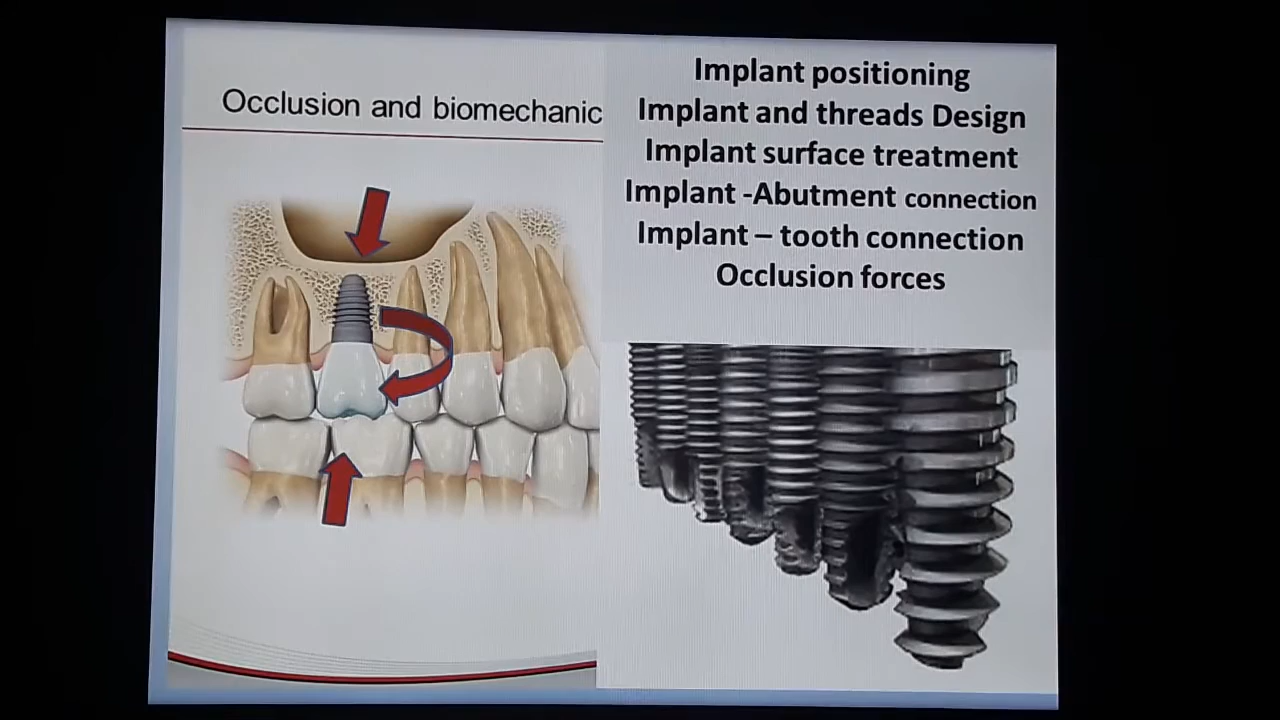 Occlusion and biomechanic
Implant positioning
Implant and threads Design
Implant surface treatment
Implant -Abutment connection
Implant – tooth connection
Occlusion forces